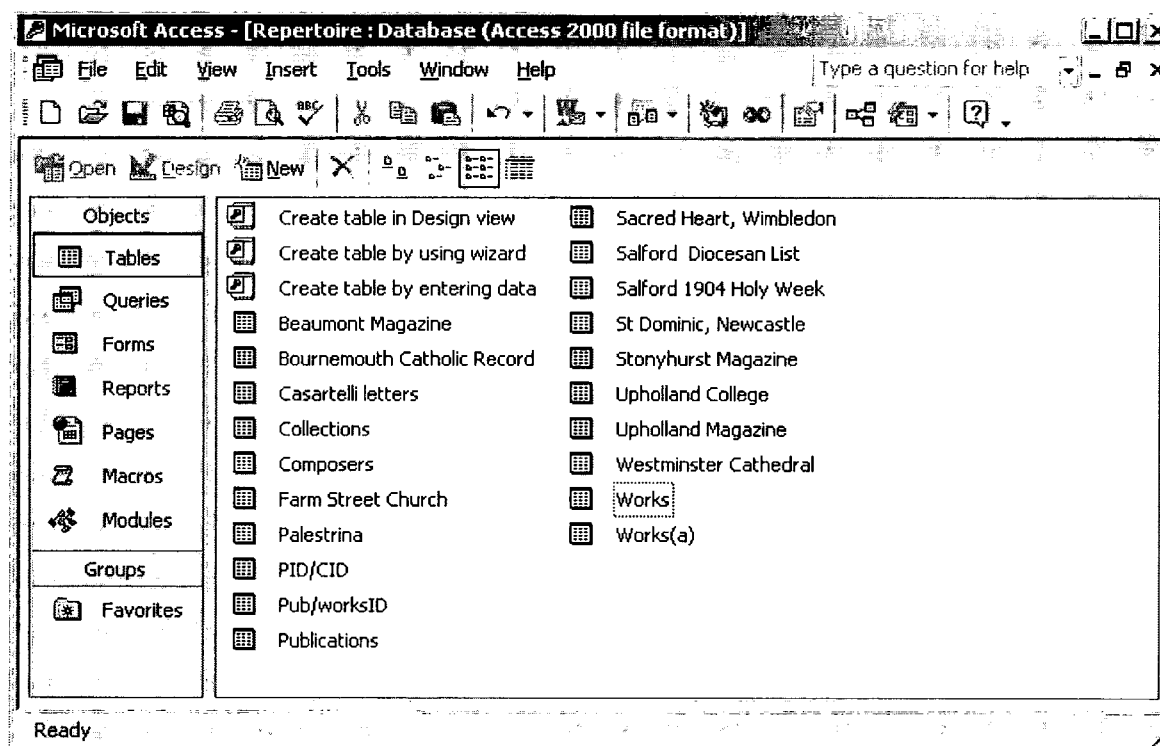 Microsoft Access - [Repertoire : Database (Access 2000 file format)]
File Edit View Insert Tools Window Help Type a question for help
ABC
Open Design New
Objects
Tables
Queries
Forms
Reports
Pages
Macros
Modules
Groups
Favorites
Create table in Design view
Create table by using wizard
Create table by entering data
Beaumont Magazine
Bournemouth Catholic Record
Casartelli letters
Collections
Composers
Farm Street Church
Palestrina
PID/CID
Pub/worksID
Publications
Sacred Heart, Wimbledon
Salford Diocesan List
Salford 1904 Holy Week
St Dominic, Newcastle
Stonyhurst Magazine
Upholland College
Upholland Magazine
Westminster Cathedral
Works
Works(a)
Ready